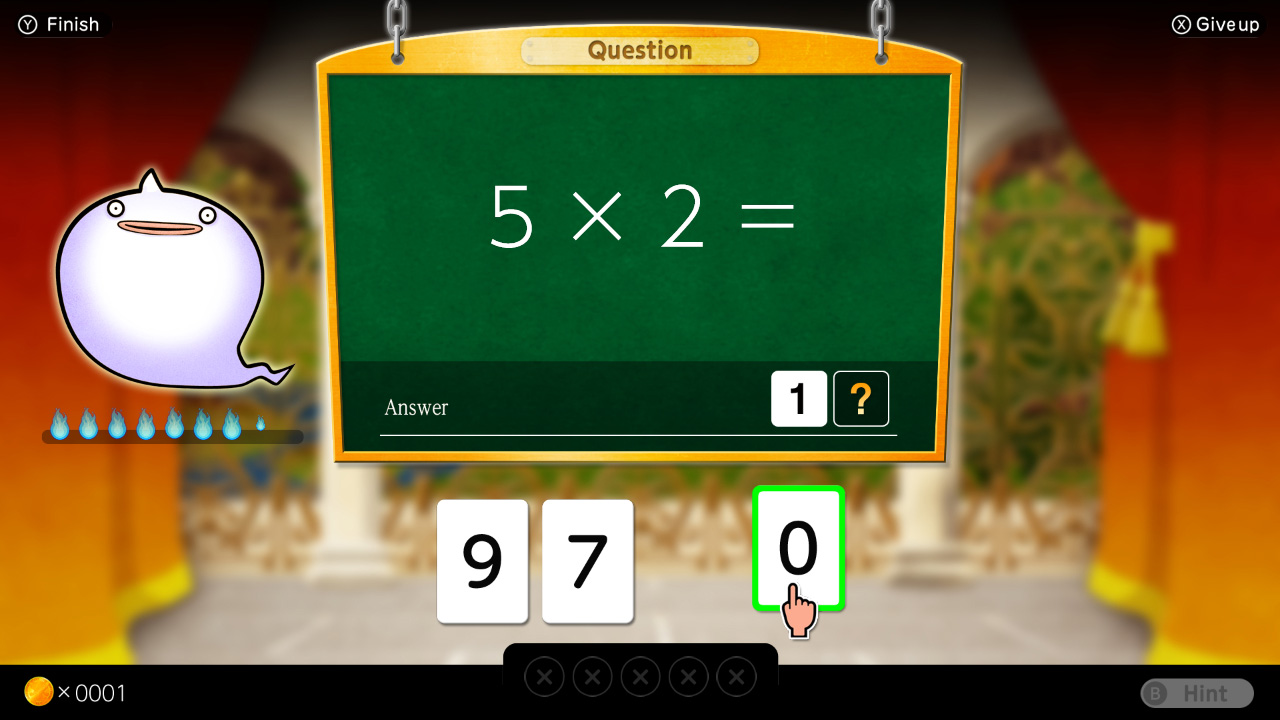 Y Finish
X Give up
Question
5 × 2 =
Answer 1 ?
9 7 0
×0001
B Hint